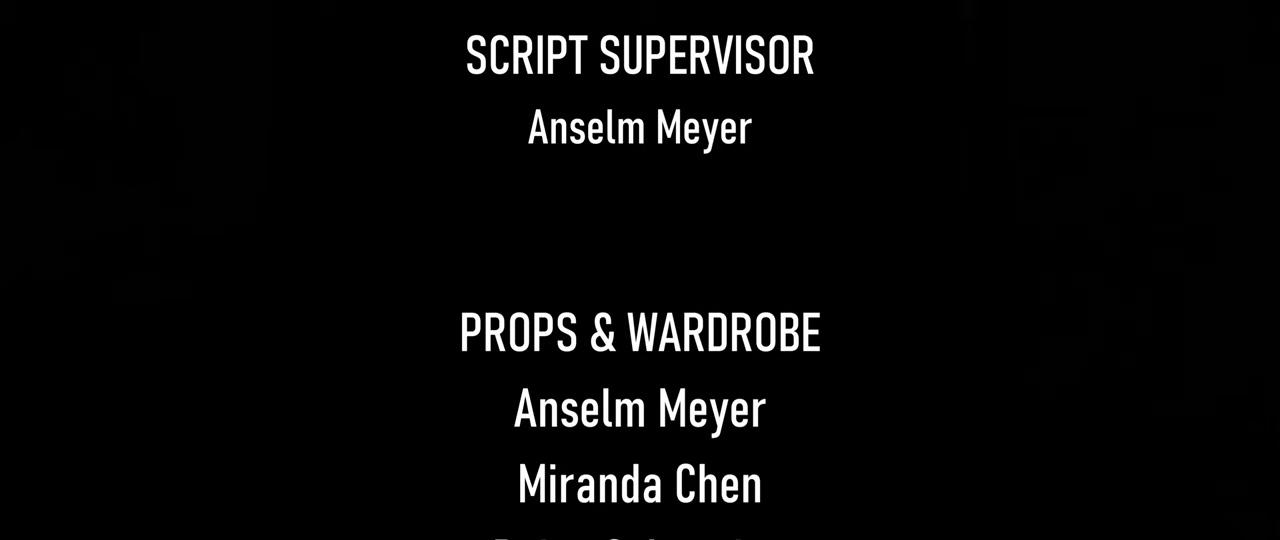 SCRIPT SUPERVISOR
Anselm Meyer
PROPS & WARDROBE
Anselm Meyer
Miranda Chen